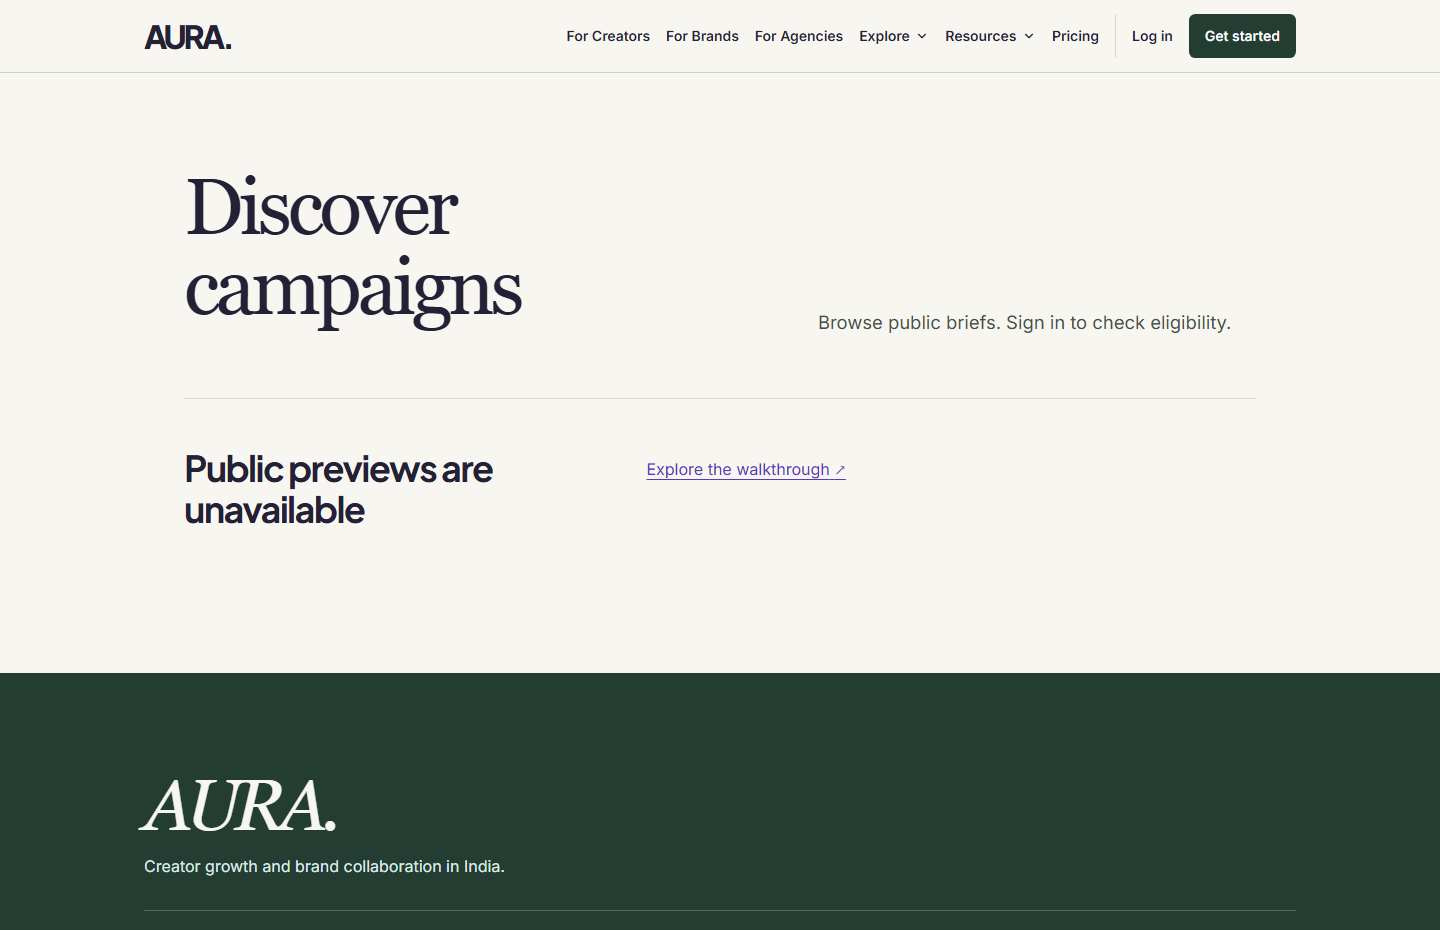 AURA.
For Creators For Brands For Agencies Explore Resources Pricing Log in Get started
Discover
campaigns
Browse public briefs. Sign in to check eligibility.
Public previews are
unavailable
Explore the walkthrough ↗
AURA.
Creator growth and brand collaboration in India.